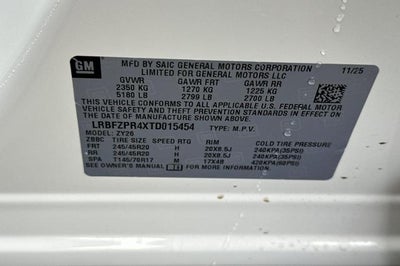 GM
MFD BY SAIC GENERAL MOTORS CORPORATION
LIMITED FOR GENERAL MOTORS LLC
11/25
GVWR GAWR FRT GAWR RR
2350 KG 1270 KG 1225 KG
5180 LB 2799 LB 2700 LB
THIS VEHICLE CONFORMS TO ALL APPLICABLE U.S. FEDERAL MOTOR
VEHICLE SAFETY, BUMPER, AND THEFT PREVENTION STANDARDS IN EFFECT ON
THE DATE OF MANUFACTURE SHOWN ABOVE.
LRBFZPR4XTD015454 TYPE: M.P.V.
MODEL: ZY26
TIRE SIZE SPEED RTG RIM COLD TIRE PRESSURE
FRT 245/45R20 H 20X8.5J 240KPA(35PSI)
RR 245/45R20 H 20X8.5J 240KPA(35PSI)
SPA T145/70R17 M 17X4B 420KPA(60PSI)
SEE OWNER'S MANUAL FOR MORE INFORMATION.